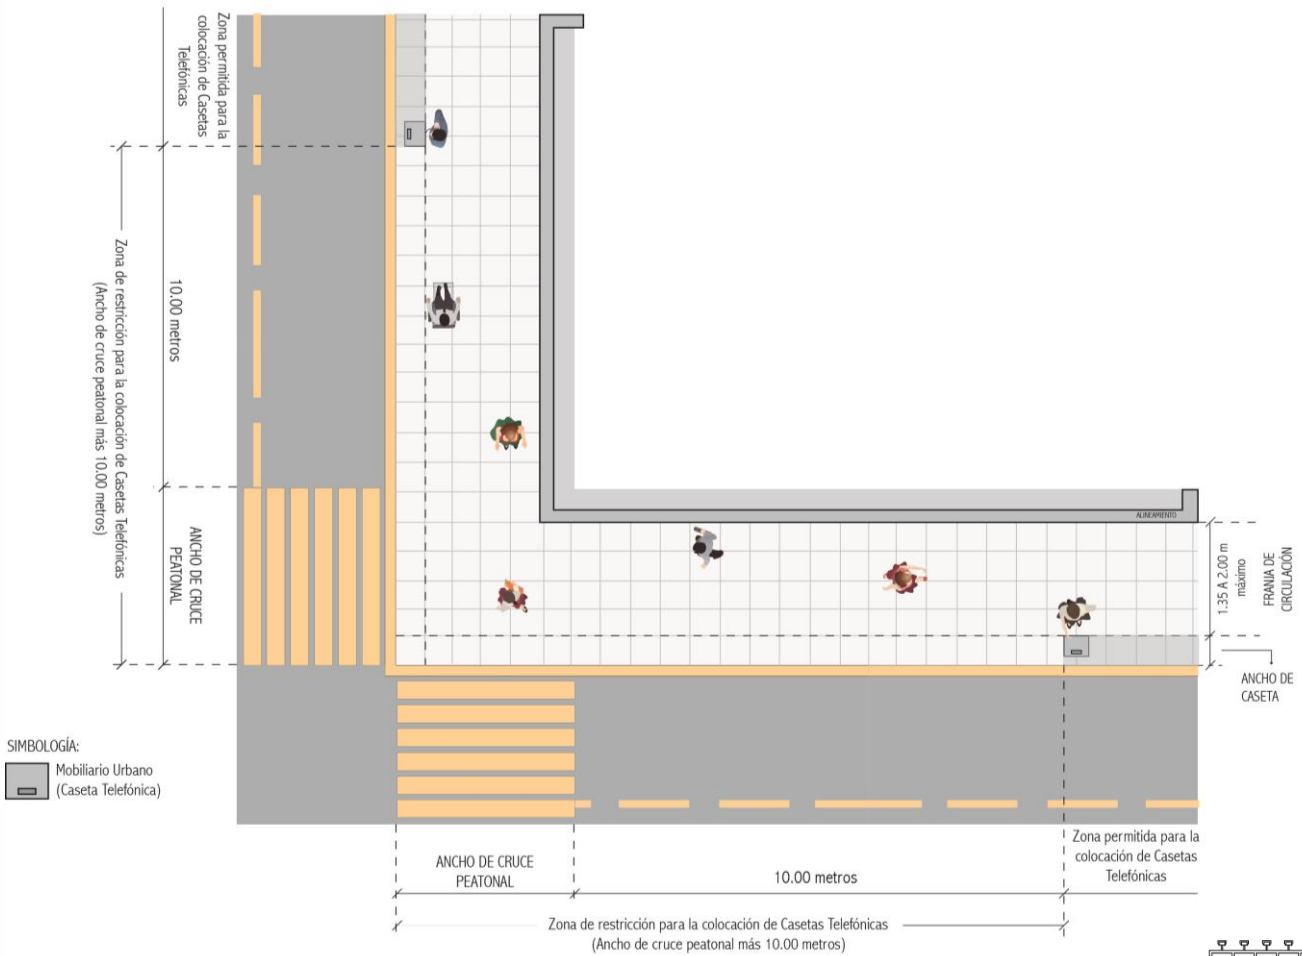 Zona permitida para la
colocación de Casetas
Telefónicas
10.00 metros
Zona de restricción para la colocación de Casetas Telefónicas
(Ancho de cruce peatonal más 10.00 metros)
ANCHO DE CRUCE
PEATONAL
ALINEAMIENTO
1.35 A 2.00 m
máximo
FRANJA DE
CIRCULACIÓN
ANCHO DE
CASETA
SIMBOLOGÍA:
Mobiliario Urbano
(Caseta Telefónica)
Zona permitida para la
colocación de Casetas
Telefónicas
ANCHO DE CRUCE
PEATONAL
10.00 metros
Zona de restricción para la colocación de Casetas Telefónicas
(Ancho de cruce peatonal más 10.00 metros)